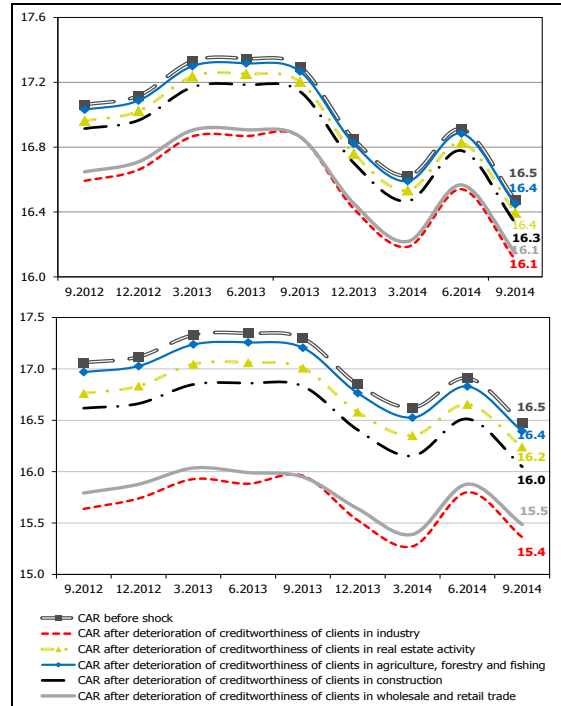 17.6
17.2
16.8
16.4
16.0
16.5
16.4
16.4
16.3
16.1
16.1
9.2012 12.2012 3.2013 6.2013 9.2013 12.2013 3.2014 6.2014 9.2014
17.5
17.0
16.5
16.0
15.5
15.0
16.5
16.4
16.2
16.0
15.5
15.4
9.2012 12.2012 3.2013 6.2013 9.2013 12.2013 3.2014 6.2014 9.2014
CAR before shock
CAR after deterioration of creditworthiness of clients in industry
CAR after deterioration of creditworthiness of clients in real estate activity
CAR after deterioration of creditworthiness of clients in agriculture, forestry and fishing
CAR after deterioration of creditworthiness of clients in construction
CAR after deterioration of creditworthiness of clients in wholesale and retail trade